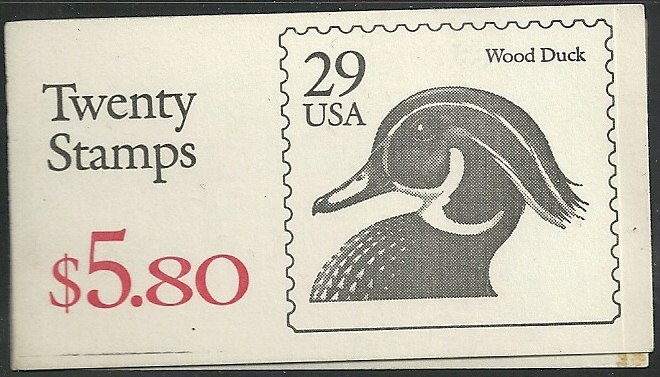 Twenty
Stamps
$5.80
29
USA
Wood Duck